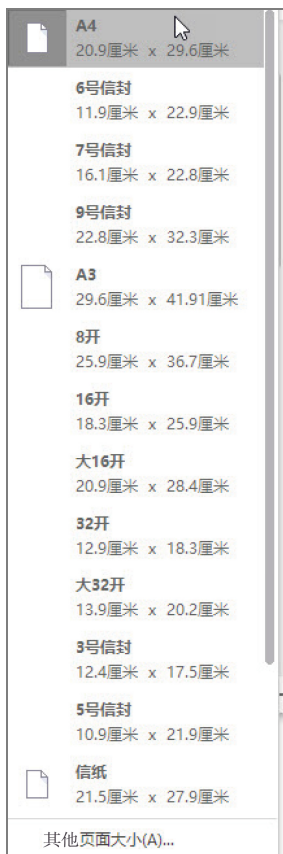 A4
20.9厘米 x 29.6厘米
6号信封
11.9厘米 x 22.9厘米
7号信封
16.1厘米 x 22.8厘米
9号信封
22.8厘米 x 32.3厘米
A3
29.6厘米 x 41.91厘米
8开
25.9厘米 x 36.7厘米
16开
18.3厘米 x 25.9厘米
大16开
20.9厘米 x 28.4厘米
32开
12.9厘米 x 18.3厘米
大32开
13.9厘米 x 20.2厘米
3号信封
12.4厘米 x 17.5厘米
5号信封
10.9厘米 x 21.9厘米
信纸
21.5厘米 x 27.9厘米
其他页面大小(A)...